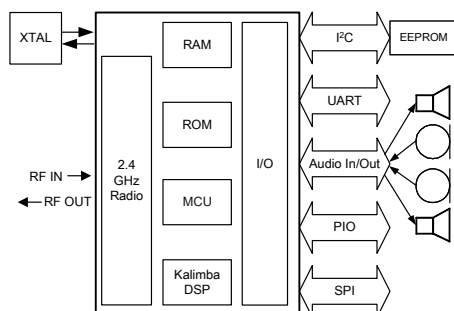 XTAL
RAM
I²C
EEPROM
UART
ROM
2.4
GHz
Radio
I/O
Audio In/Out
RF IN
RF OUT
MCU
PIO
Kalimba
DSP
SPI